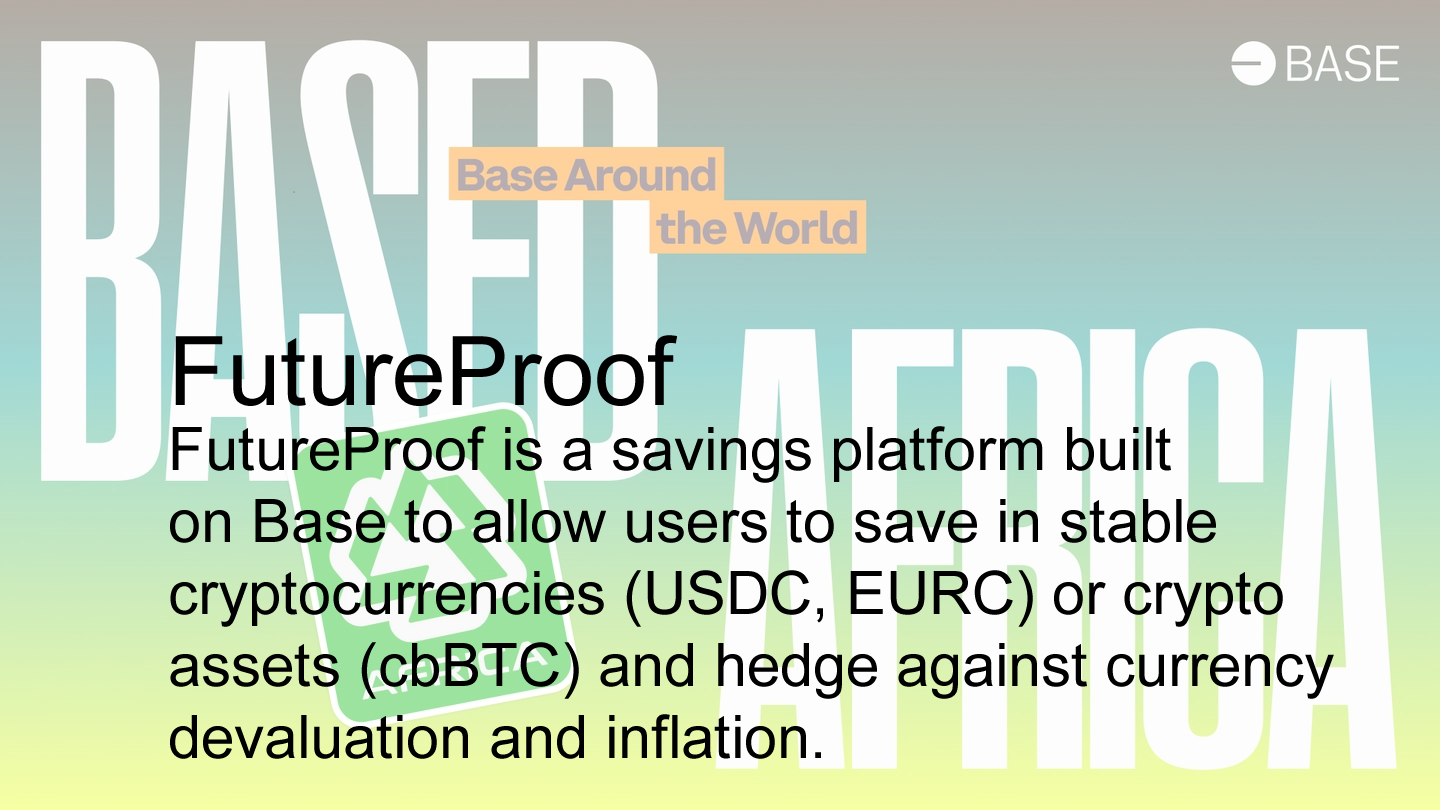 BASED
BASE
Base Around
the World
AFRICA
FutureProof
FutureProof is a savings platform built
on Base to allow users to save in stable
cryptocurrencies (USDC, EURC) or crypto
assets (cbBTC) and hedge against currency
devaluation and inflation.
AFRICA